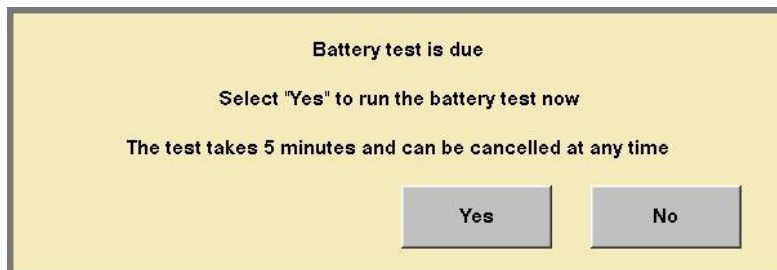 Battery test is due
Select "Yes" to run the battery test now
The test takes 5 minutes and can be cancelled at any time
Yes No